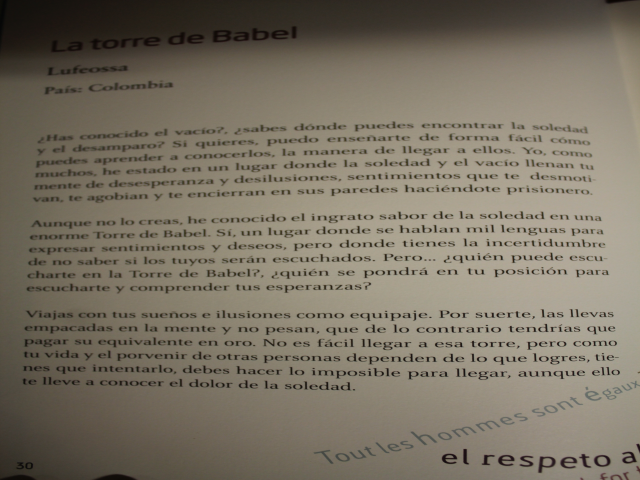 La torre de Babel
Lufeossa
País: Colombia
¿Has conocido el vacío?, ¿sabes dónde puedes encontrar la soledad
y el desamparo? Si quieres, puedo enseñarte de forma fácil cómo
puedes aprender a conocerlos, la manera de llegar a ellos. Yo, como
muchos, he estado en un lugar donde la soledad y el vacío llenan tu
mente de desesperanza y desilusiones, sentimientos que te desmoti-
van, te agobian y te encierran en sus paredes haciéndote prisionero.
Aunque no lo creas, he conocido el ingrato sabor de la soledad en una
enorme Torre de Babel. Sí, un lugar donde se hablan mil lenguas para
expresar sentimientos y deseos, pero donde tienes la incertidumbre
de no saber si los tuyos serán escuchados. Pero... ¿quién puede escu-
charte en la Torre de Babel?, ¿quién se pondrá en tu posición para
escucharte y comprender tus esperanzas?
Viajas con tus sueños e ilusiones como equipaje. Por suerte, las llevas
empacadas en la mente y no pesan, que de lo contrario tendrías que
pagar su equivalente en oro. No es fácil llegar a esa torre, pero como
tu vida y el porvenir de otras personas dependen de lo que logres, tie-
nes que intentarlo, debes hacer lo imposible para llegar, aunque ello
te lleve a conocer el dolor de la soledad.
Tout les hommes sont égaux
el respeto a
30